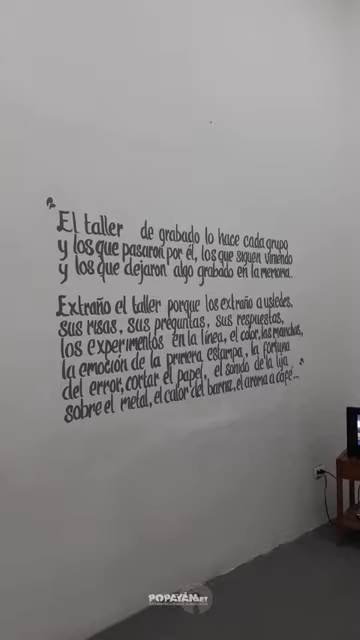 "El taller de grabado lo hace cada grupo
y los que pasaron por él, los que siguen viniendo
y los que dejaron algo grabado en la memoria.
Extraño el taller porque los extraño a ustedes,
sus risas, sus preguntas, sus respuestas,
los experimentos en la línea, el color, las manchas,
la emoción de la primera estampa, la fortuna
del error, cortar el papel, el sonido de la lija
sobre el metal, el calor del barniz, el aroma a café..."
POPAYÁN.NET